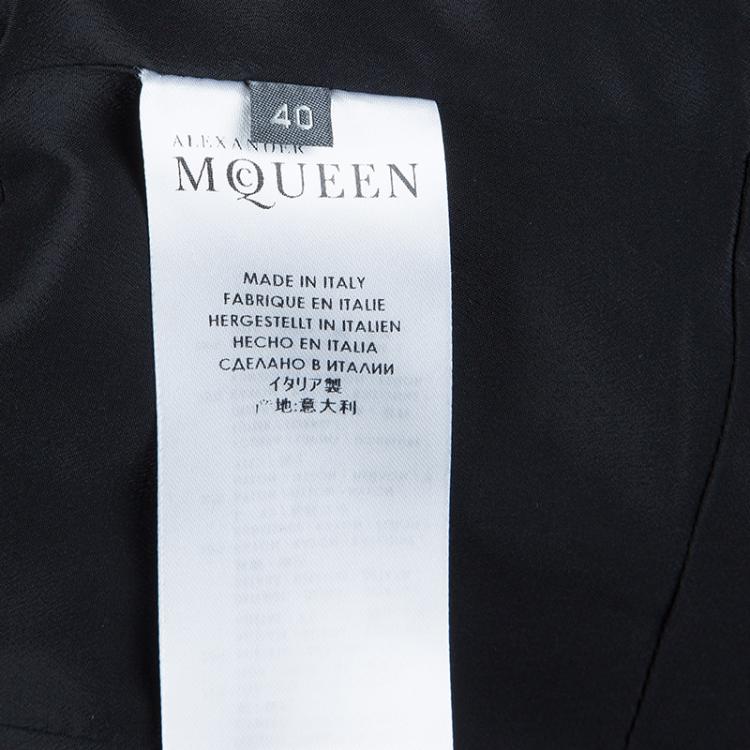 40
ALEXANDER
MCQUEEN
MADE IN ITALY
FABRIQUE EN ITALIE
HERGESTELLT IN ITALIEN
HECHO EN ITALIA
СДЕЛАНО В ИТАЛИИ
イタリア製
产地:意大利